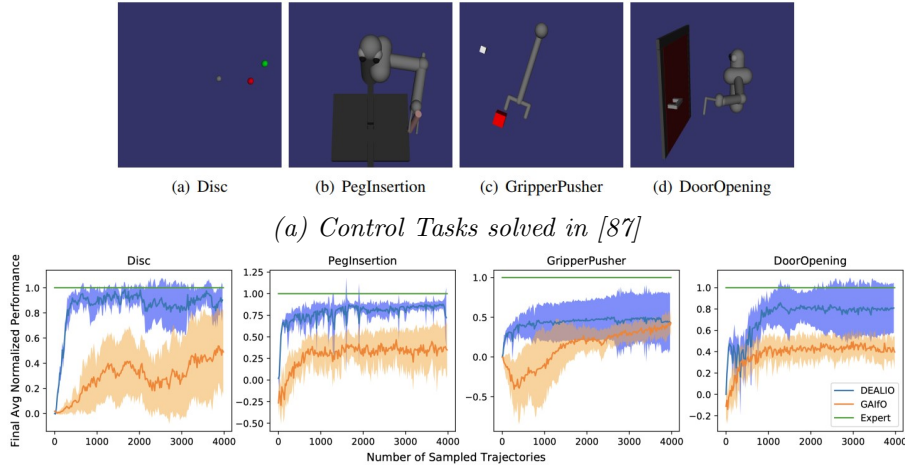 (a) Disc
(b) PegInsertion
(c) GripperPusher
(d) DoorOpening
(a) Control Tasks solved in [87]
Disc
PegInsertion
GripperPusher
DoorOpening
Final Avg Normalized Performance
1.0
0.8
0.6
0.4
0.2
0.0
0 1000 2000 3000 4000
1.25
1.00
0.75
0.50
0.25
0.00
−0.25
−0.50
0 1000 2000 3000 4000
1.0
0.5
0.0
−0.5
0 1000 2000 3000 4000
1.0
0.8
0.6
0.4
0.2
0.0
−0.2
0 1000 2000 3000 4000
DEALIO
GAIfO
Expert
Number of Sampled Trajectories